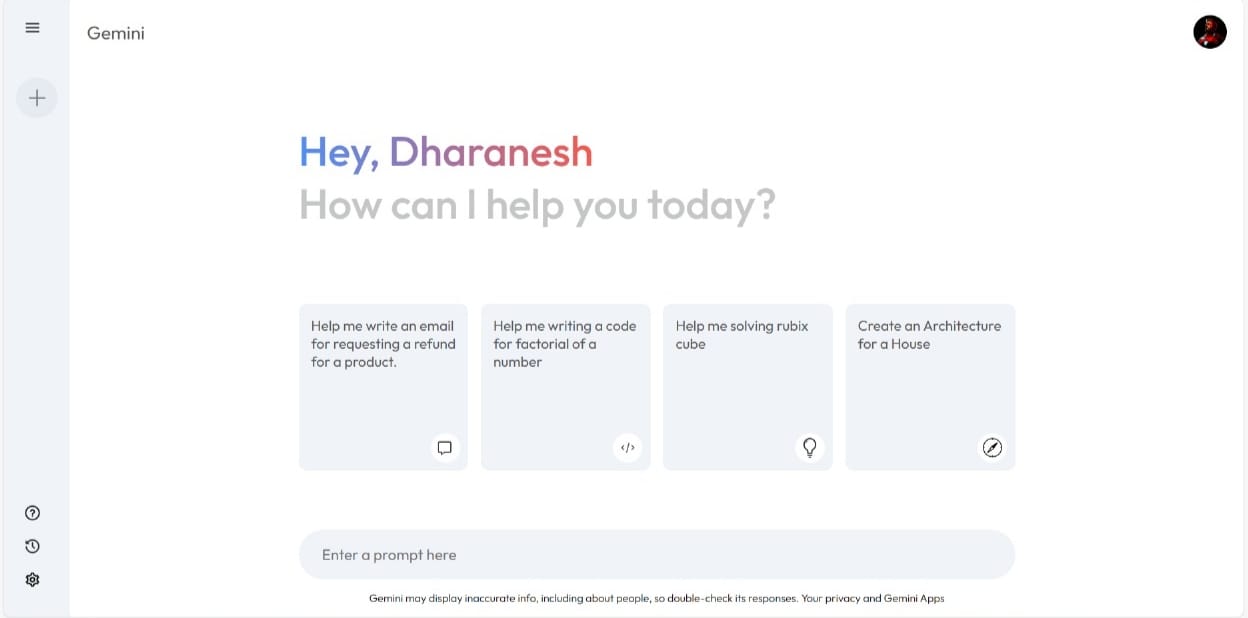 Gemini
Hey, Dharanesh
How can I help you today?
Help me write an email
for requesting a refund
for a product.
Help me writing a code
for factorial of a
number
Help me solving rubix
cube
Create an Architecture
for a House
</>
Enter a prompt here
Gemini may display inaccurate info, including about people, so double-check its responses. Your privacy and Gemini Apps